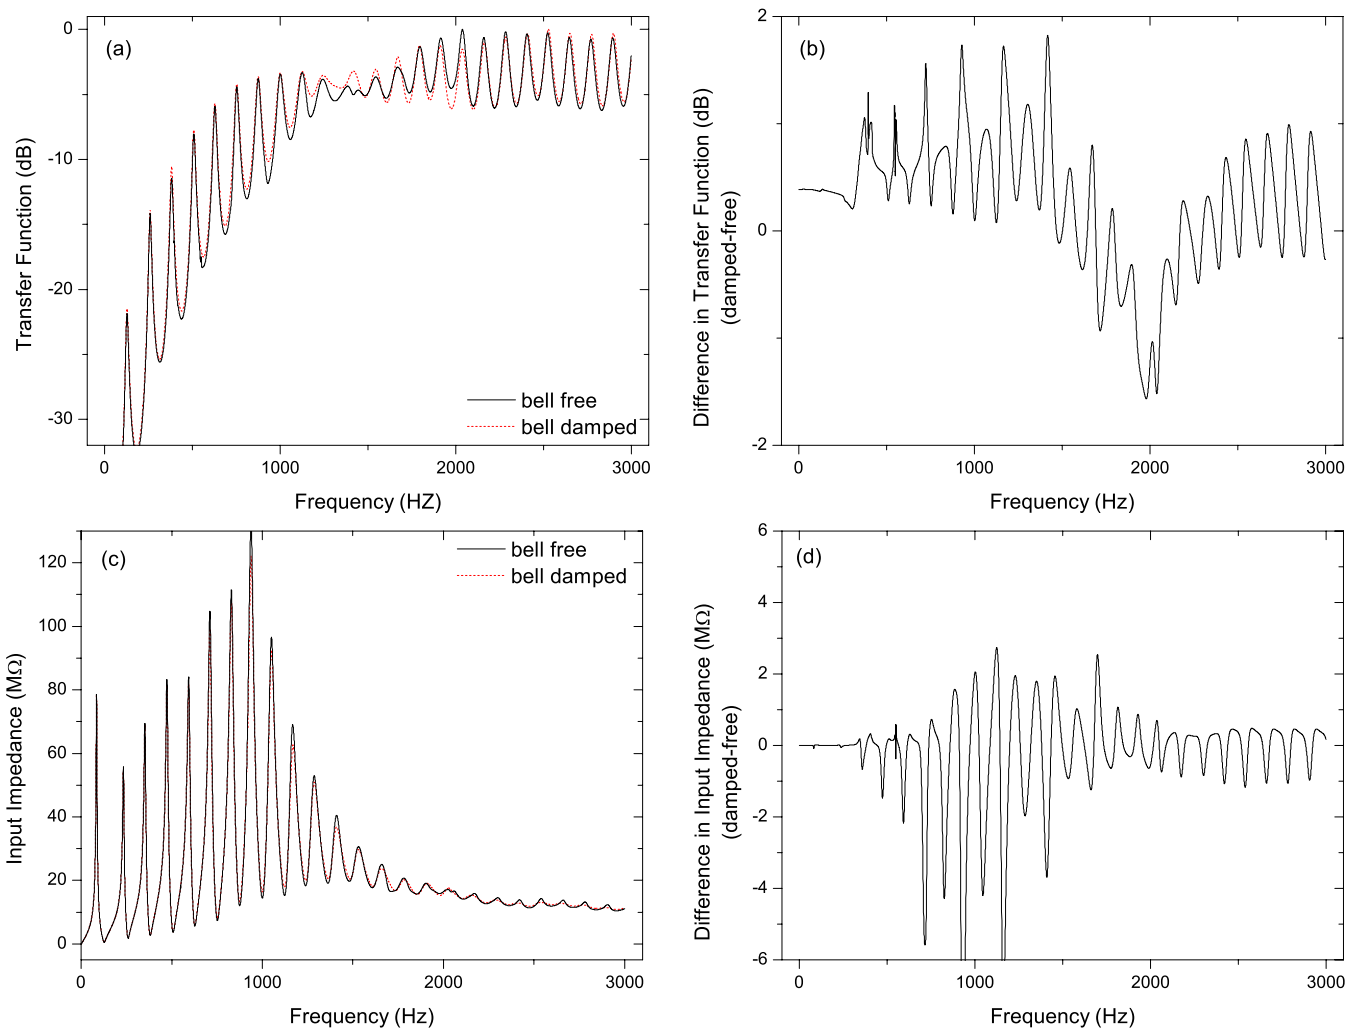 (a)
Transfer Function (dB)
0
-10
-20
-30
bell free
bell damped
0
1000
2000
3000
Frequency (HZ)
(b)
Difference in Transfer Function (dB)
(damped-free)
2
0
-2
0
1000
2000
3000
Frequency (Hz)
(c)
Input Impedance (MΩ)
120
100
80
60
40
20
0
bell free
bell damped
0
1000
2000
3000
Frequency (Hz)
(d)
Difference in Input Impedance (MΩ)
(damped-free)
6
4
2
0
-2
-4
-6
0
1000
2000
3000
Frequency (Hz)